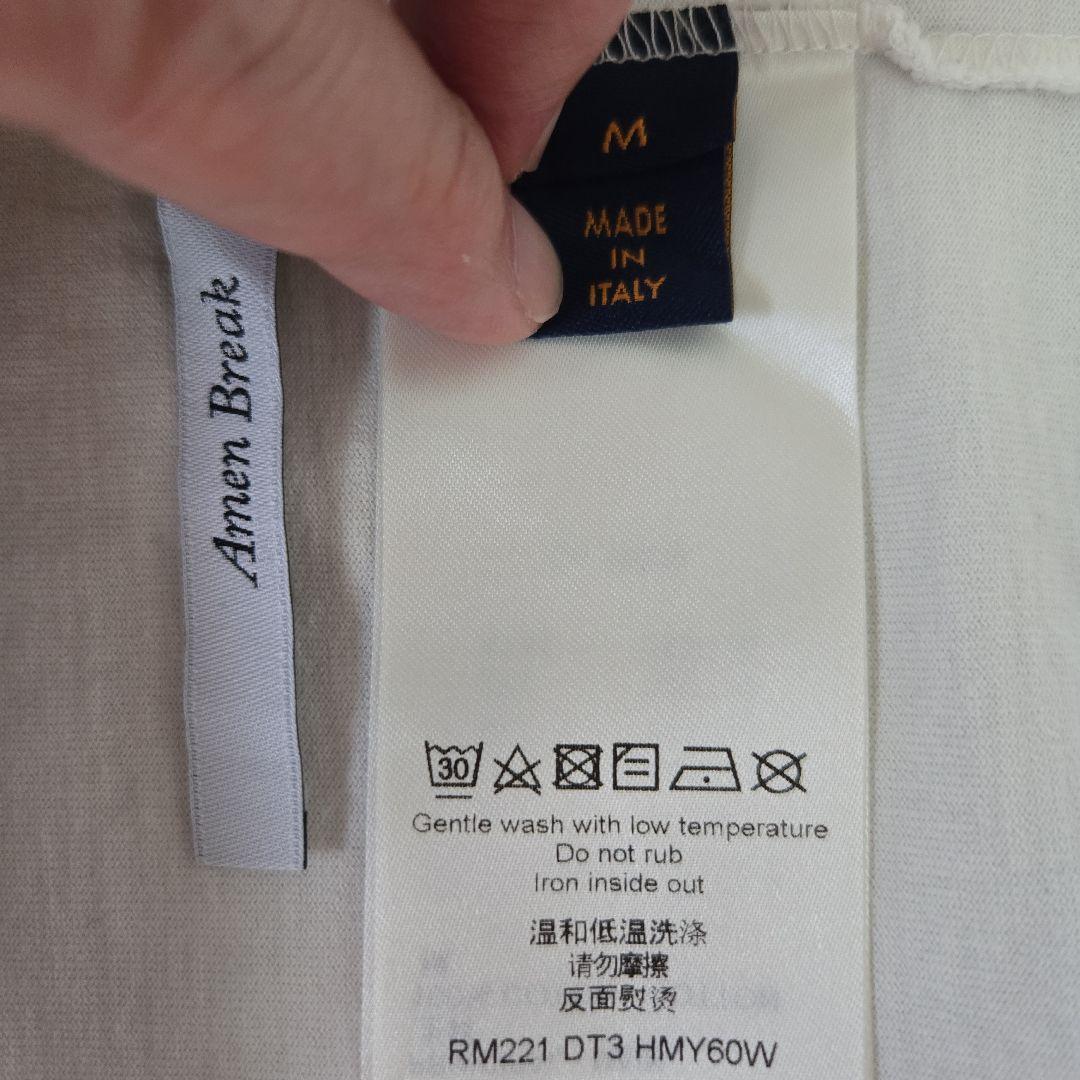 M
MADE
IN
ITALY
Amen Break
30
Gentle wash with low temperature
Do not rub
Iron inside out
温和低温洗涤
请勿摩擦
反面熨烫
RM221 DT3 HMY60W